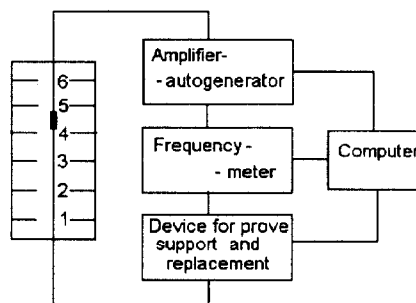 6
5
4
3
2
1
Amplifier-
- autogenerator
Frequency -
- meter
Computer
Device for prove
support and
replacement